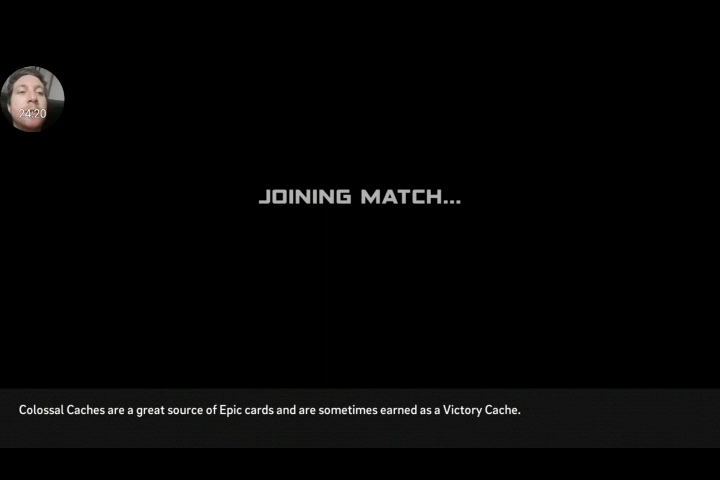 24:20
JOINING MATCH...
Colossal Caches are a great source of Epic cards and are sometimes earned as a Victory Cache.